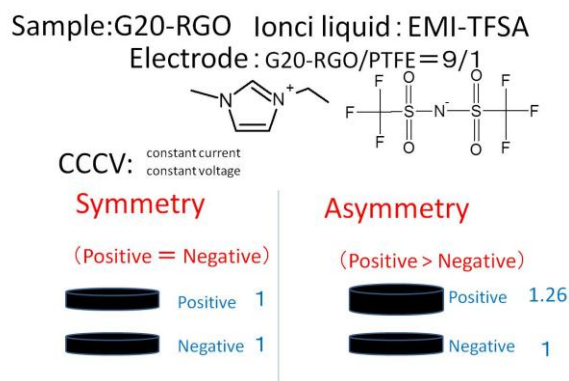 Sample:G20-RGO Ionci liquid : EMI-TFSA
Electrode : G20-RGO/PTFE＝9/1
N N + F F F S O O N - S O O F F F
CCCV: constant current
constant voltage
Symmetry
(Positive ＝ Negative)
Positive 1
Negative 1
Asymmetry
(Positive > Negative)
Positive 1.26
Negative 1